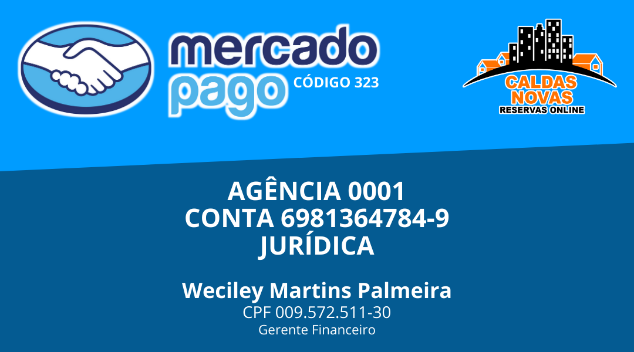 mercado
pago
CÓDIGO 323
CALDAS
NOVAS
RESERVAS ONLINE
AGÊNCIA 0001
CONTA 6981364784-9
JURÍDICA
Weciley Martins Palmeira
CPF 009.572.511-30
Gerente Financeiro